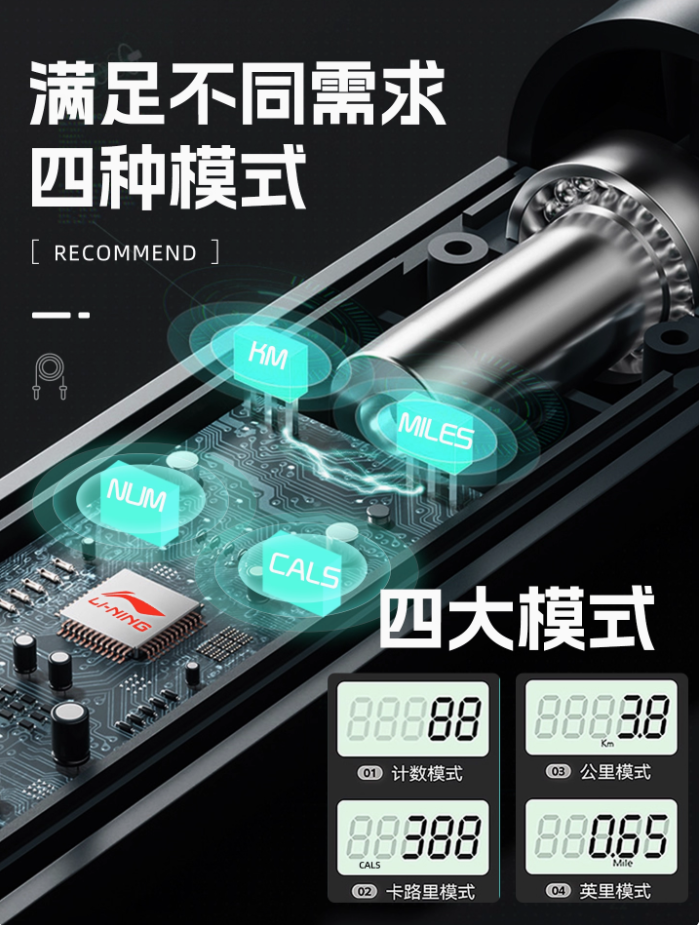 满足不同需求
四种模式
[ RECOMMEND ]
KM
MILES
NUM
CALS
LI-NING
四大模式
88
01 计数模式
3.8
Km
03 公里模式
388
CALS
02 卡路里模式
0.65
Mile
04 英里模式